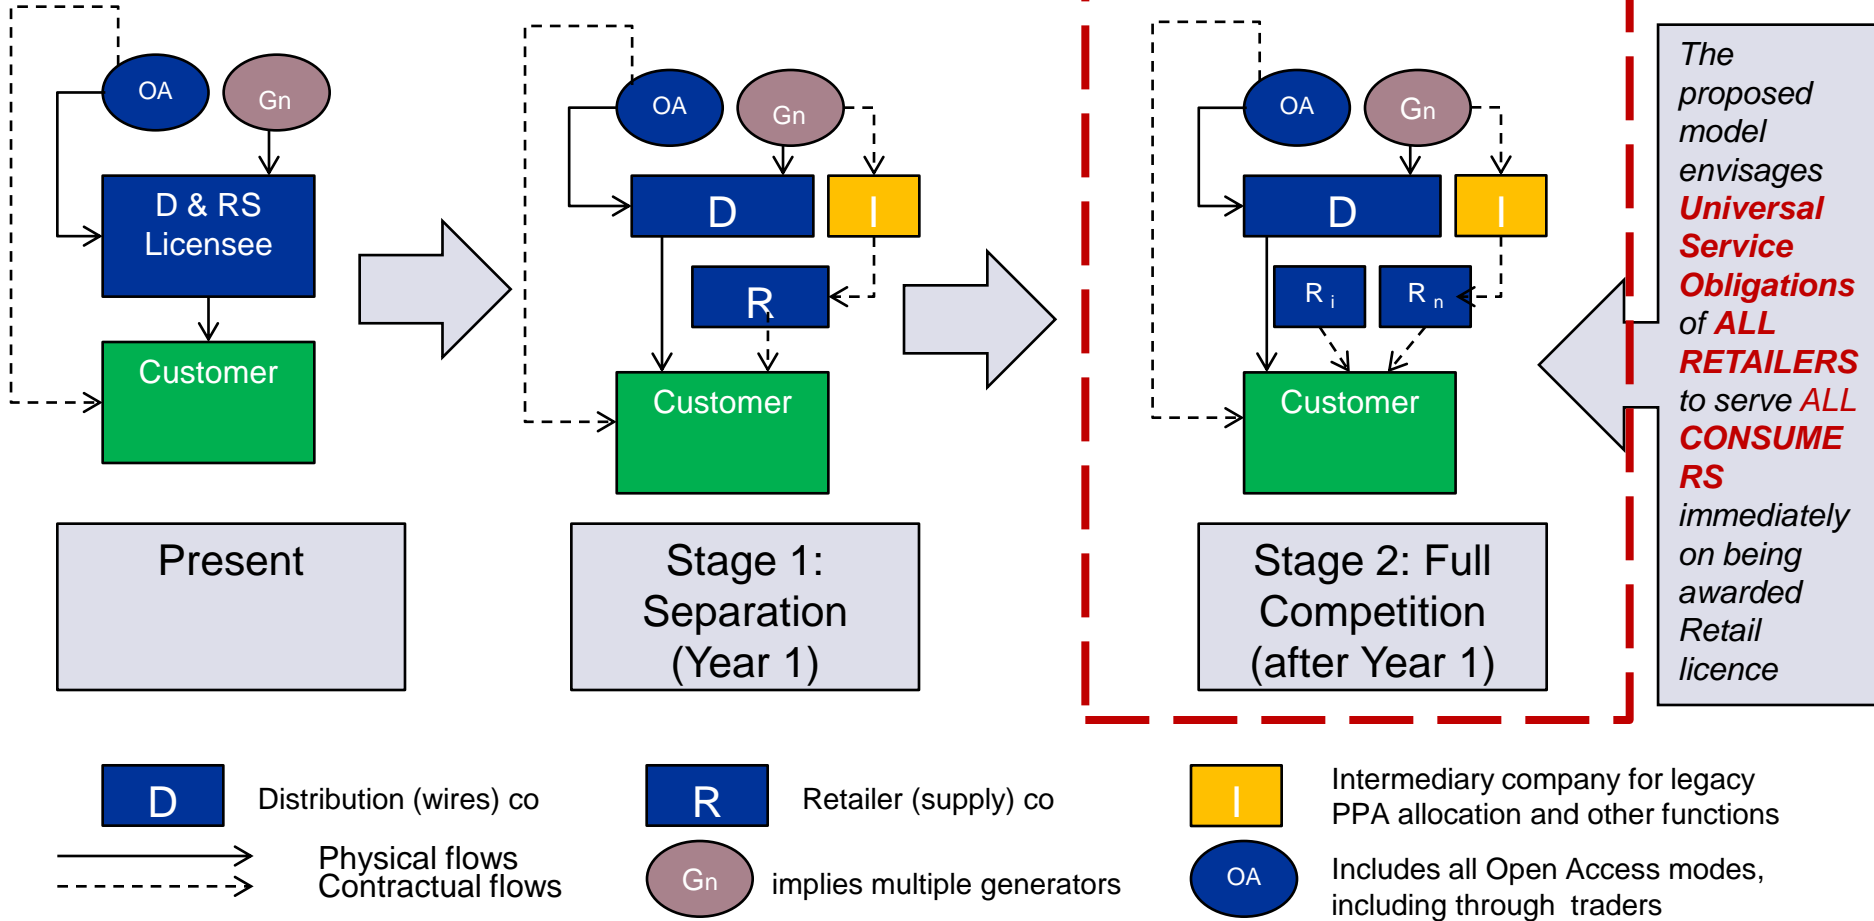 OA
Gn
D & RS
Licensee
Customer
Present
OA
Gn
D
I
R
Customer
Stage 1:
Separation
(Year 1)
OA
Gn
D
I
R i
R n
Customer
Stage 2: Full
Competition
(after Year 1)
The
proposed
model
envisages
Universal
Service
Obligations
of ALL
RETAILERS
to serve ALL
CONSUME
RS
immediately
on being
awarded
Retail
licence
D
Distribution (wires) co
R
Retailer (supply) co
I
Intermediary company for legacy
PPA allocation and other functions
Physical flows
Contractual flows
Gn
implies multiple generators
OA
Includes all Open Access modes,
including through traders